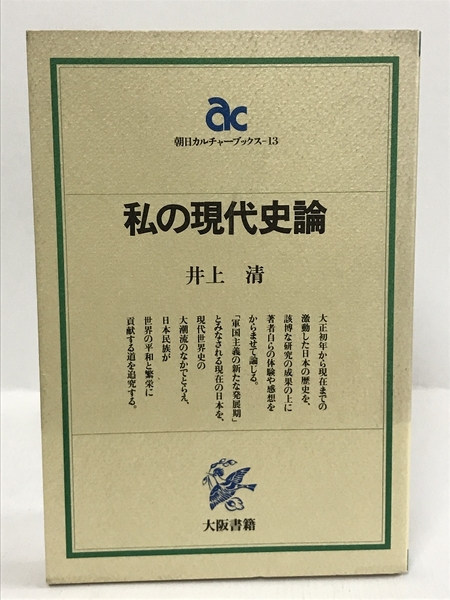 ac
朝日カルチャーブックス-13
私の現代史論
井上 清
大正初年から現在までの
激動した日本の歴史を、
該博な研究の成果の上に
著者自らの体験や感想を
からませて論じる。
「軍国主義の新たな発展期」
とみなされる現在の日本を、
現代世界史の
大潮流のなかでとらえ、
日本民族が
世界の平和と繁栄に
貢献する道を追究する。
大阪書籍